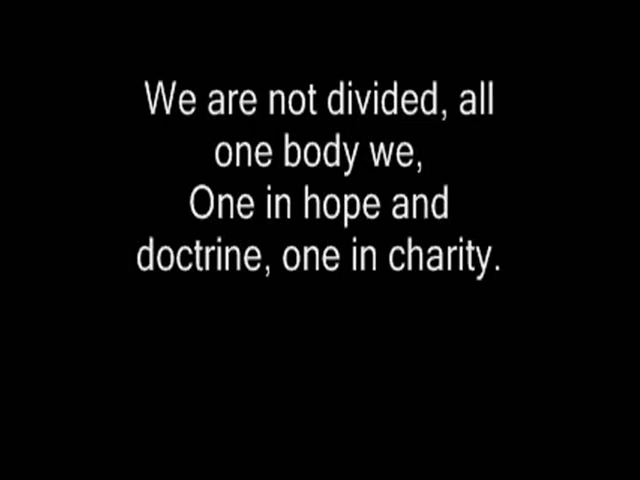 We are not divided, all
one body we,
One in hope and
doctrine, one in charity.